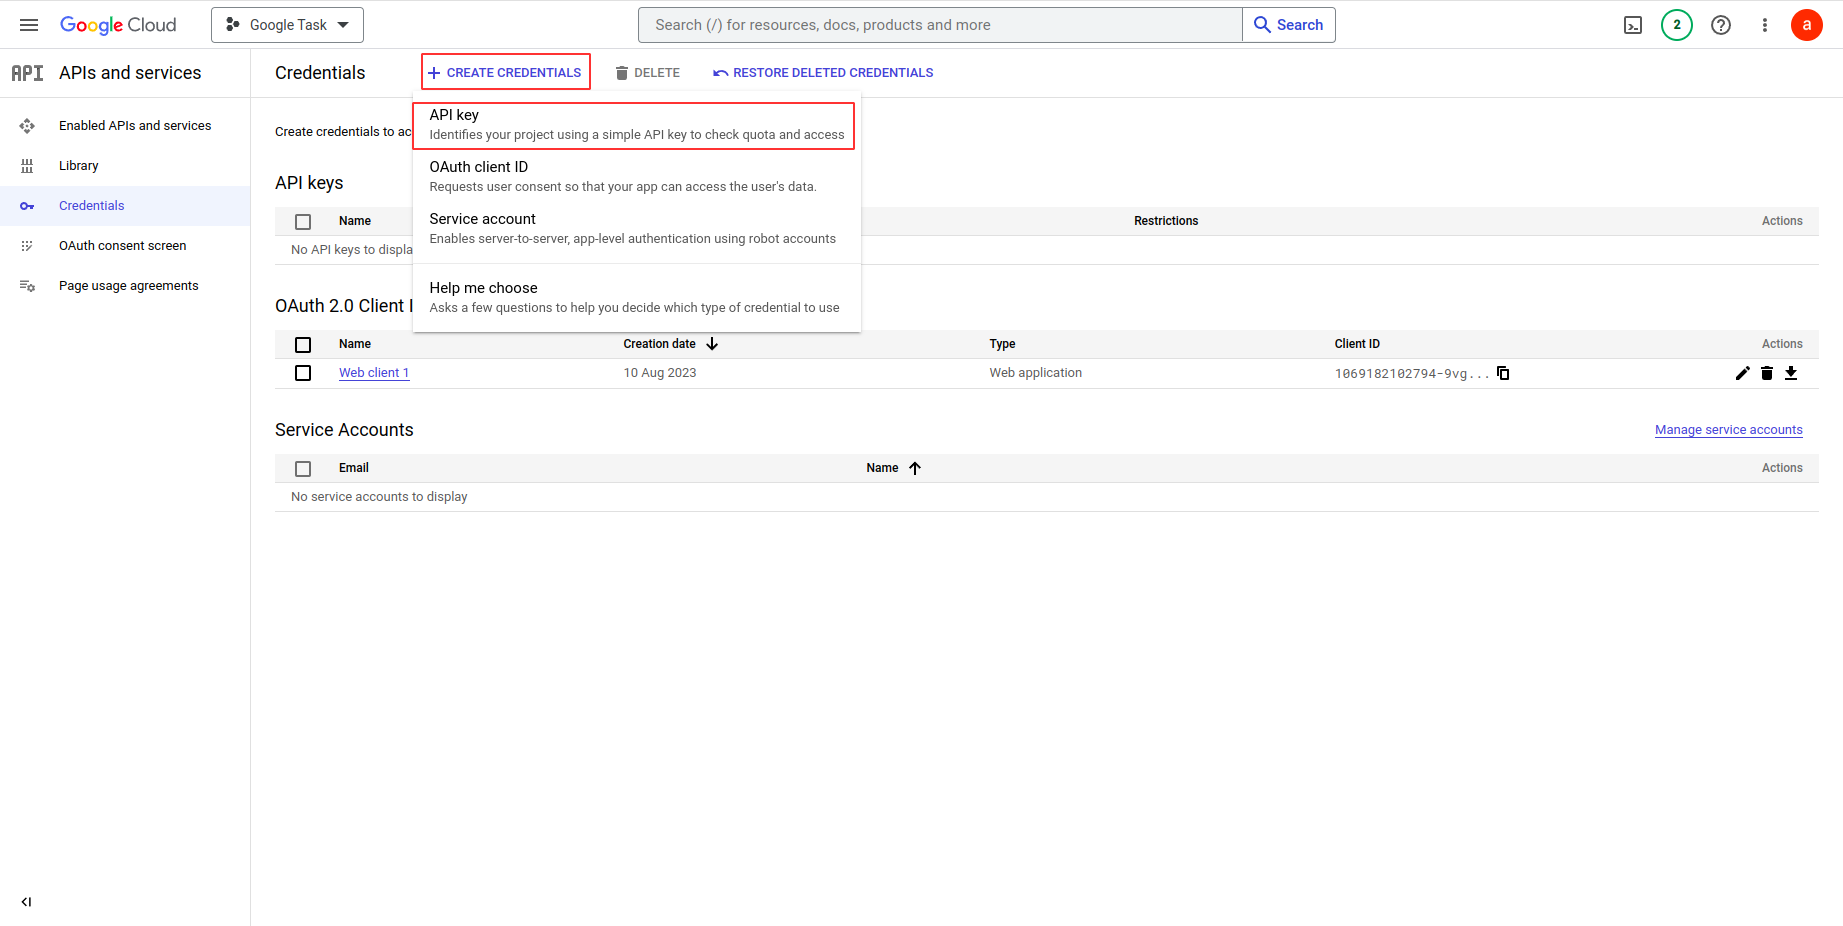 Google Cloud
Google Task
Search (/) for resources, docs, products and more
Search
2
a
API
APIs and services
Credentials
CREATE CREDENTIALS
DELETE
RESTORE DELETED CREDENTIALS
Enabled APIs and services
Library
Credentials
OAuth consent screen
Page usage agreements
API key
Identifies your project using a simple API key to check quota and access
OAuth client ID
Requests user consent so that your app can access the user's data.
Service account
Enables server-to-server, app-level authentication using robot accounts
Help me choose
Asks a few questions to help you decide which type of credential to use
Create credentials to ac
API keys
Name Restrictions Actions
No API keys to displa
OAuth 2.0 Client I
Name Creation date Type Client ID Actions
Web client 1 10 Aug 2023 Web application 1069182102794-9vg...
Service Accounts
Manage service accounts
Email Name Actions
No service accounts to display